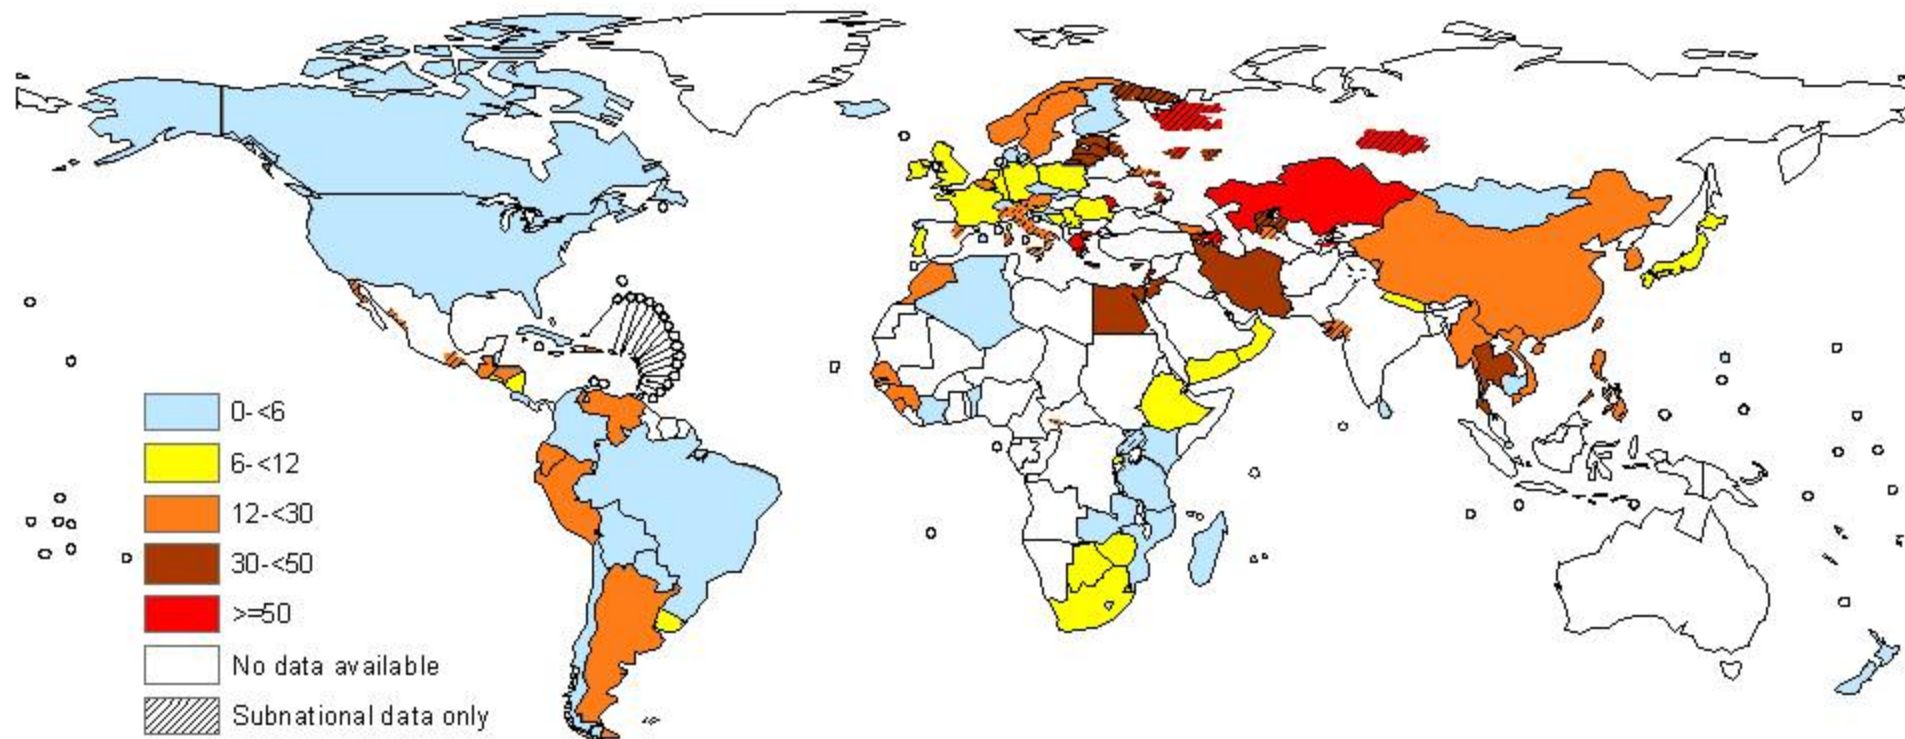 0-<6
6-<12
12-<30
30-<50
>=50
No data available
Subnational data only